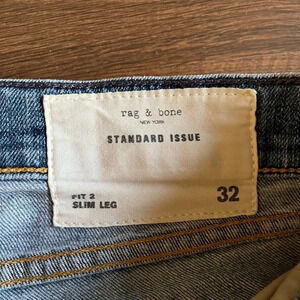 rag & bone
NEW YORK
STANDARD ISSUE
FIT 2
SLIM LEG
32